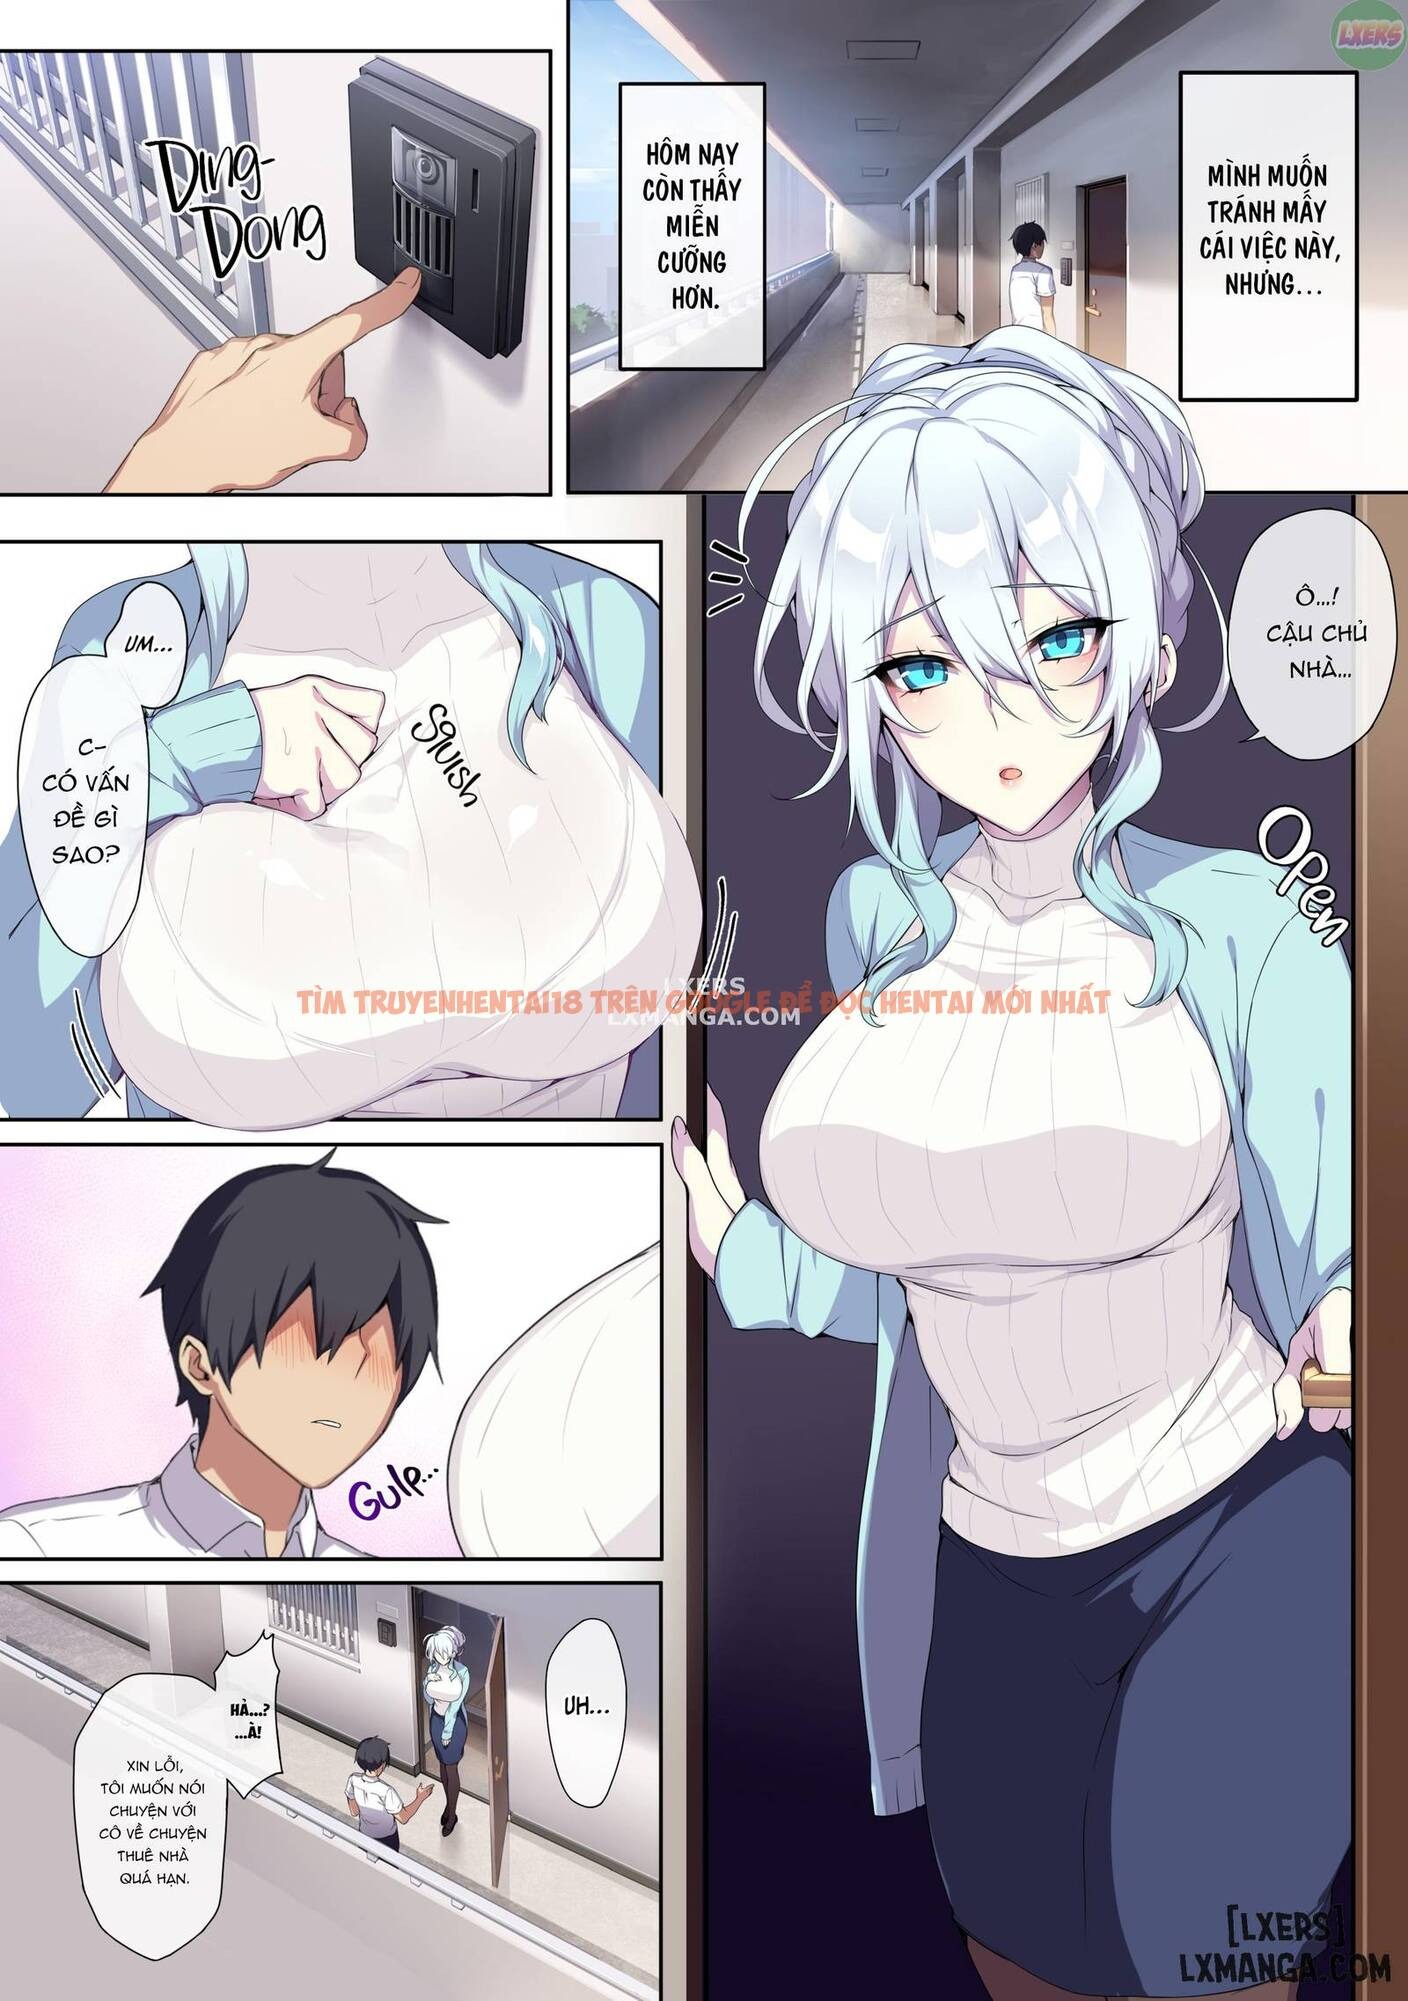 LXERS
MÌNH MUỐN
TRÁNH MẤY
CÁI VIỆC NÀY,
NHƯNG...
HÔM NAY
CÒN THẤY
MIỄN
CƯỠNG
HƠN.
DING-
DONG
Ô...!
CẬU CHỦ
NHÀ...
OPEN
UM...
C-
CÓ VẤN
ĐỀ GÌ
SAO?
SQUISH
LXERS
TÌM TRUYENHENTAI18 TRÊN GOOGLE ĐỂ ĐỌC HENTAI MỚI NHẤT
LXMANGA.COM
GULP...
UH...
HẢ...?
...À!
XIN LỖI,
TÔI MUỐN NÓI
CHUYỆN VỚI
CÔ VỀ CHUYỆN
THUÊ NHÀ
QUÁ HẠN.
[LXERS]
LXMANGA.COM